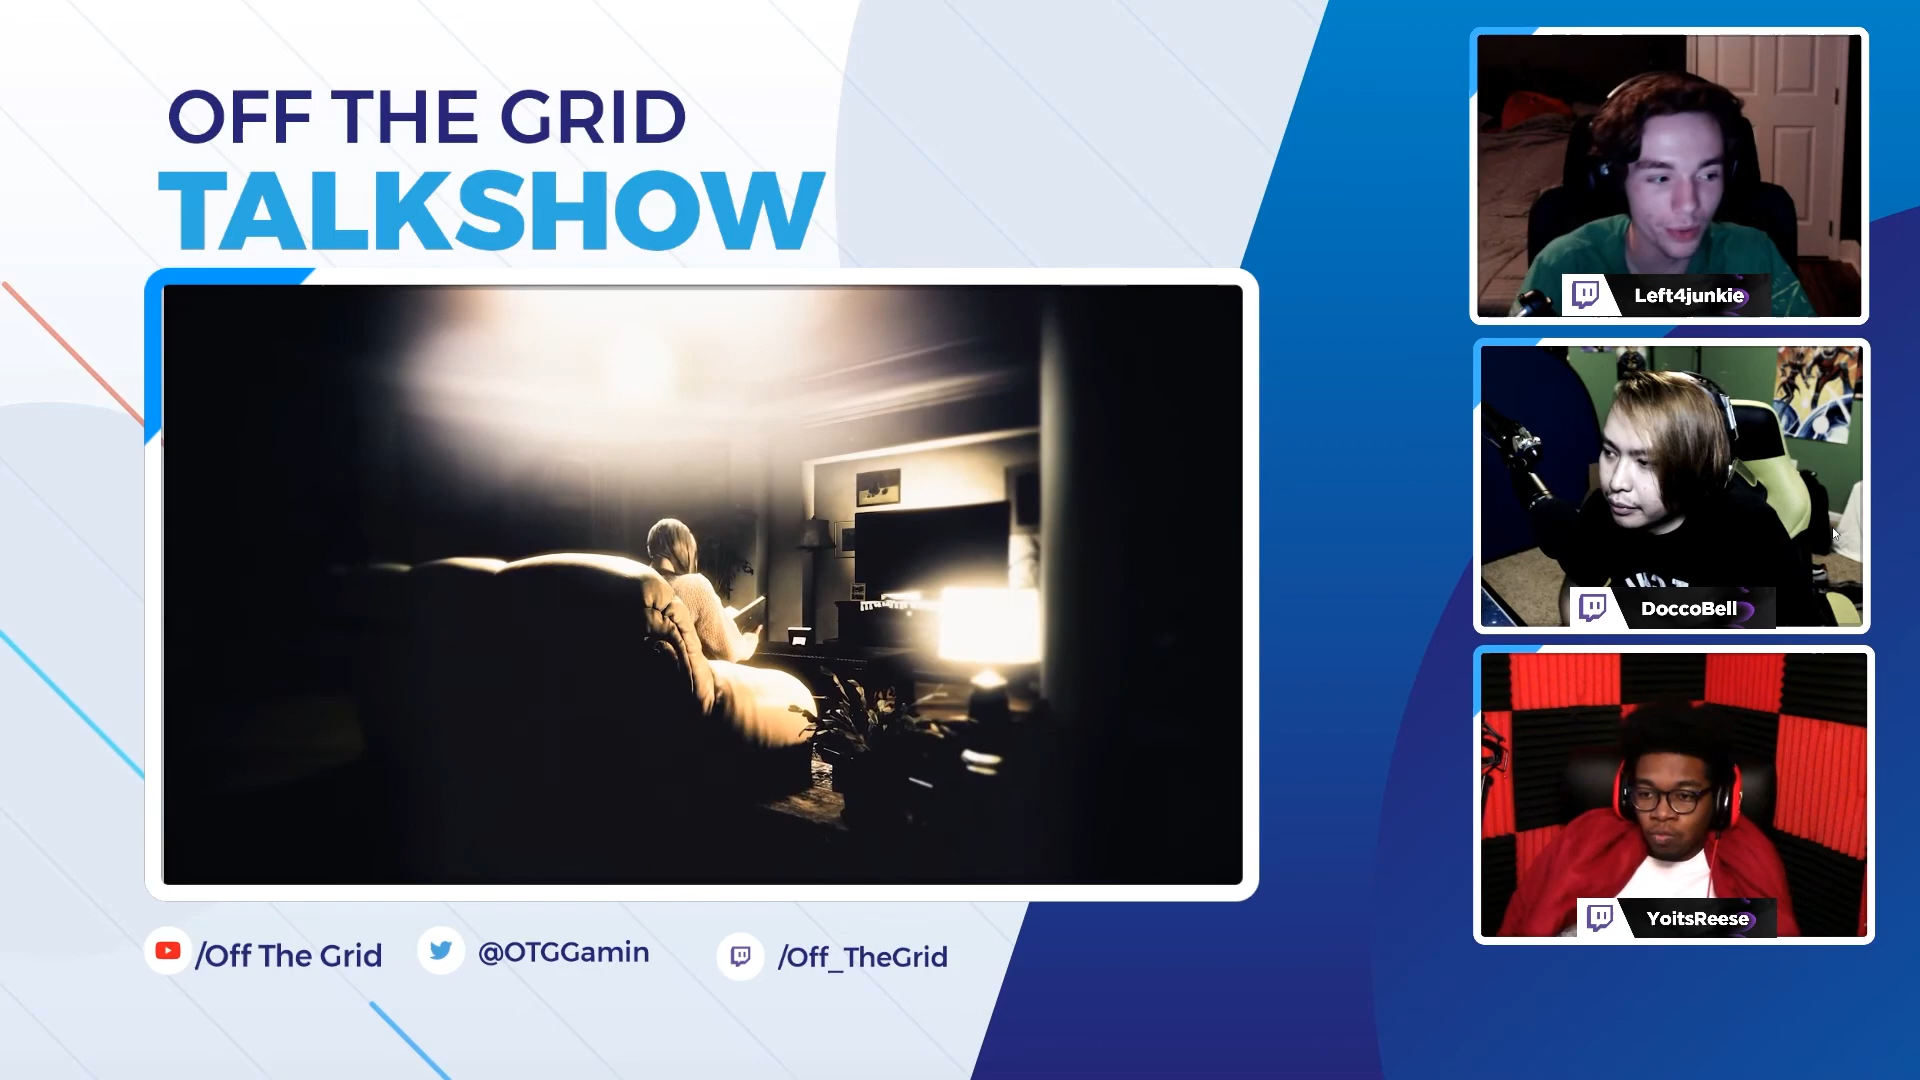 OFF THE GRID
TALKSHOW
Left4junkie
DoccoBell
YoitsReese
/Off The Grid
@OTGGamin
/Off_TheGrid